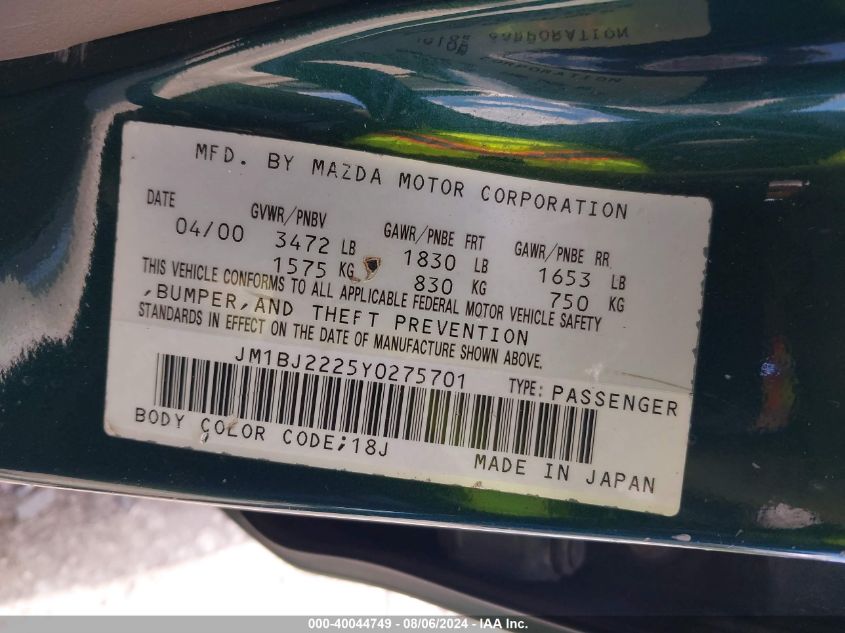 MFD. BY MAZDA MOTOR CORPORATION
DATE GVWR/PNBV GAWR/PNBE FRT GAWR/PNBE RR
04/00 3472 LB 1830 LB 1653 LB
1575 KG 830 KG 750 KG
THIS VEHICLE CONFORMS TO ALL APPLICABLE FEDERAL MOTOR VEHICLE SAFETY
,BUMPER,AND THEFT PREVENTION
STANDARDS IN EFFECT ON THE DATE OF MANUFACTURE SHOWN ABOVE.
JM1BJ2225Y0275701 TYPE: PASSENGER
BODY COLOR CODE;18J
MADE IN JAPAN
000-40044749 - 08/06/2024 - IAA Inc.